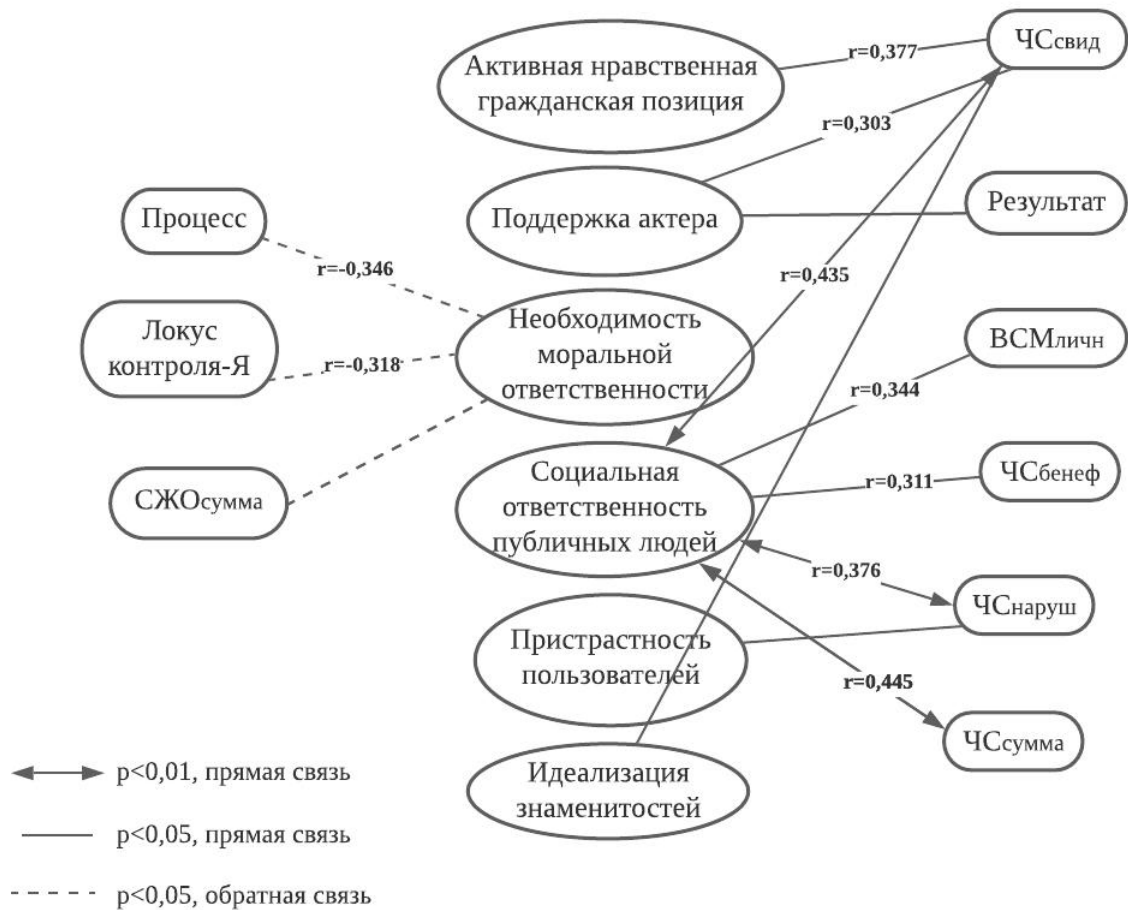 Активная нравственная
гражданская позиция
r=0,377
ЧСсвид
r=0,303
Поддержка актера
Результат
Процесс
r=-0,346
r=0,435
Необходимость
моральной
ответственности
Локус
контроля-Я
r=-0,318
ВСМличн
r=0,344
СЖОсумма
Социальная
ответственность
публичных людей
r=0,311
ЧСбенеф
r=0,376
ЧСнаруш
Пристрастность
пользователей
r=0,445
ЧСсумма
Идеализация
знаменитостей
p<0,01, прямая связь
p<0,05, прямая связь
p<0,05, обратная связь